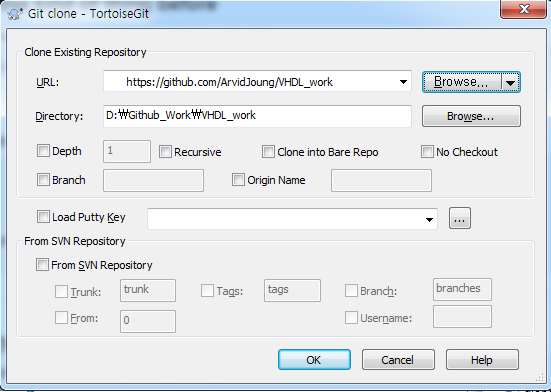 Git clone - TortoiseGit
Clone Existing Repository
URL: https://github.com/ArvidJoung/VHDL_work Browse...
Directory: D:₩Github_Work₩VHDL_work Browse...
Depth 1 Recursive Clone into Bare Repo No Checkout
Branch Origin Name
Load Putty Key ...
From SVN Repository
From SVN Repository
Trunk: trunk Tags: tags Branch: branches
From: 0 Username:
OK Cancel Help